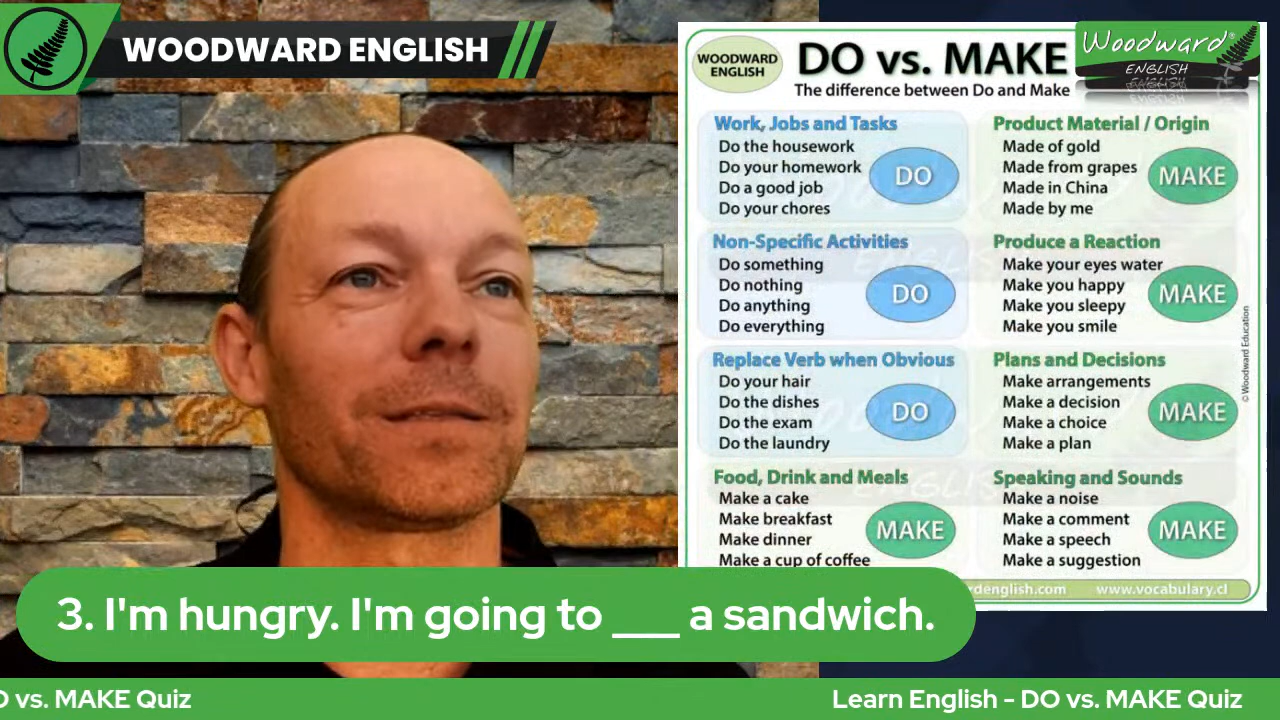 WOODWARD ENGLISH
WOODWARD
ENGLISH
DO vs. MAKE
The difference between Do and Make
Woodward®
ENGLISH
Work, Jobs and Tasks
Do the housework
Do your homework
Do a good job
Do your chores
DO
Product Material / Origin
Made of gold
Made from grapes
Made in China
Made by me
MAKE
Non-Specific Activities
Do something
Do nothing
Do anything
Do everything
DO
Produce a Reaction
Make your eyes water
Make you happy
Make you sleepy
Make you smile
MAKE
Replace Verb when Obvious
Do your hair
Do the dishes
Do the exam
Do the laundry
DO
Plans and Decisions
Make arrangements
Make a decision
Make a choice
Make a plan
MAKE
Food, Drink and Meals
Make a cake
Make breakfast
Make dinner
Make a cup of coffee
MAKE
Speaking and Sounds
Make a noise
Make a comment
Make a speech
Make a suggestion
MAKE
© Woodward Education
rdenglish.com www.vocabulary.cl
3. I'm hungry. I'm going to ___ a sandwich.
O vs. MAKE Quiz
Learn English - DO vs. MAKE Quiz